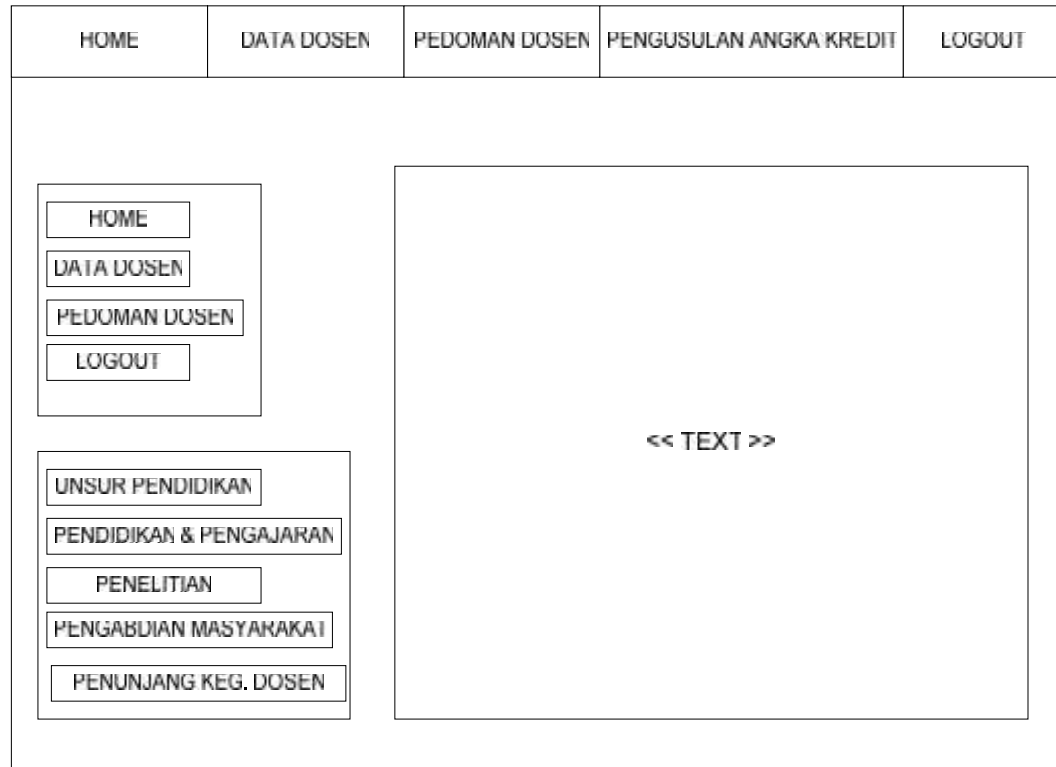 HOME
DATA DOSEN
PEDOMAN DOSEN
PENGUSULAN ANGKA KREDIT
LOGOUT
HOME
DATA DOSEN
PEDOMAN DOSEN
LOGOUT
<< TEXT >>
UNSUR PENDIDIKAN
PENDIDIKAN & PENGAJARAN
PENELITIAN
PENGABDIAN MASYARAKAT
PENUNJANG KEG. DOSEN